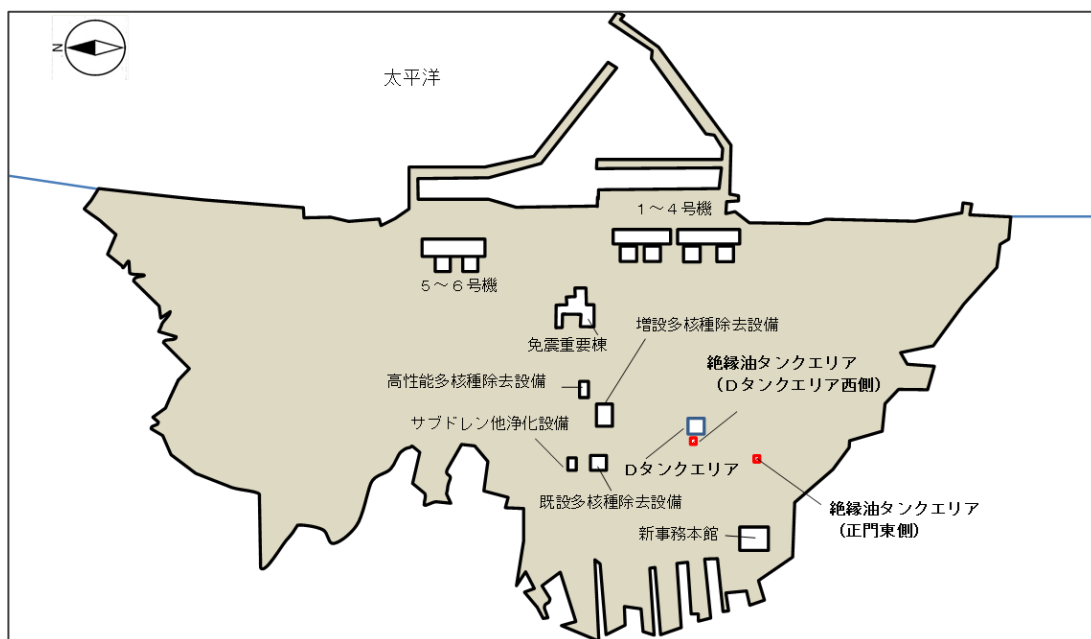 N
太平洋
１～４号機
５～６号機
増設多核種除去設備
免震重要棟
絶縁油タンクエリア
（Ｄタンクエリア西側）
高性能多核種除去設備
サブドレン他浄化設備
Ｄタンクエリア
既設多核種除去設備
絶縁油タンクエリア
（正門東側）
新事務本館